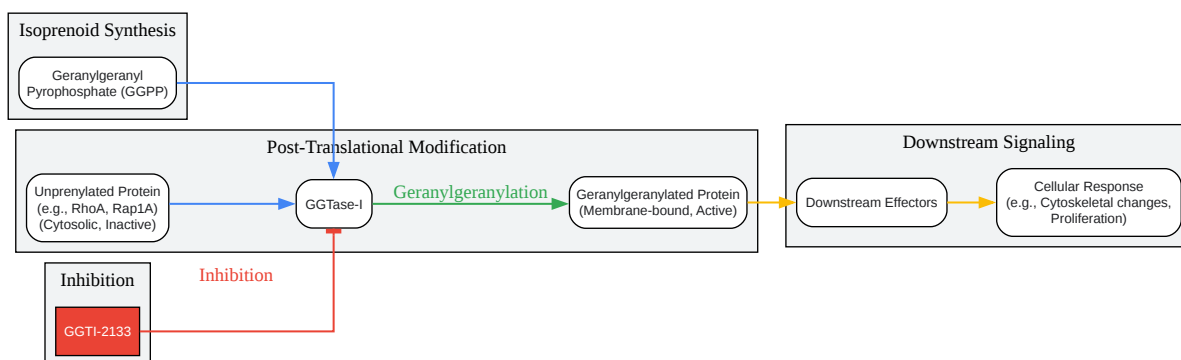 Isoprenoid Synthesis
Geranylgeranyl
Pyrophosphate (GGPP)
Post-Translational Modification
Unprenylated Protein
(e.g., RhoA, Rap1A)
(Cytosolic, Inactive)
GGTase-I
Geranylgeranylation
Geranylgeranylated Protein
(Membrane-bound, Active)
Downstream Signaling
Downstream Effectors
Cellular Response
(e.g., Cytoskeletal changes,
Proliferation)
Inhibition
Inhibition
GGTI-2133